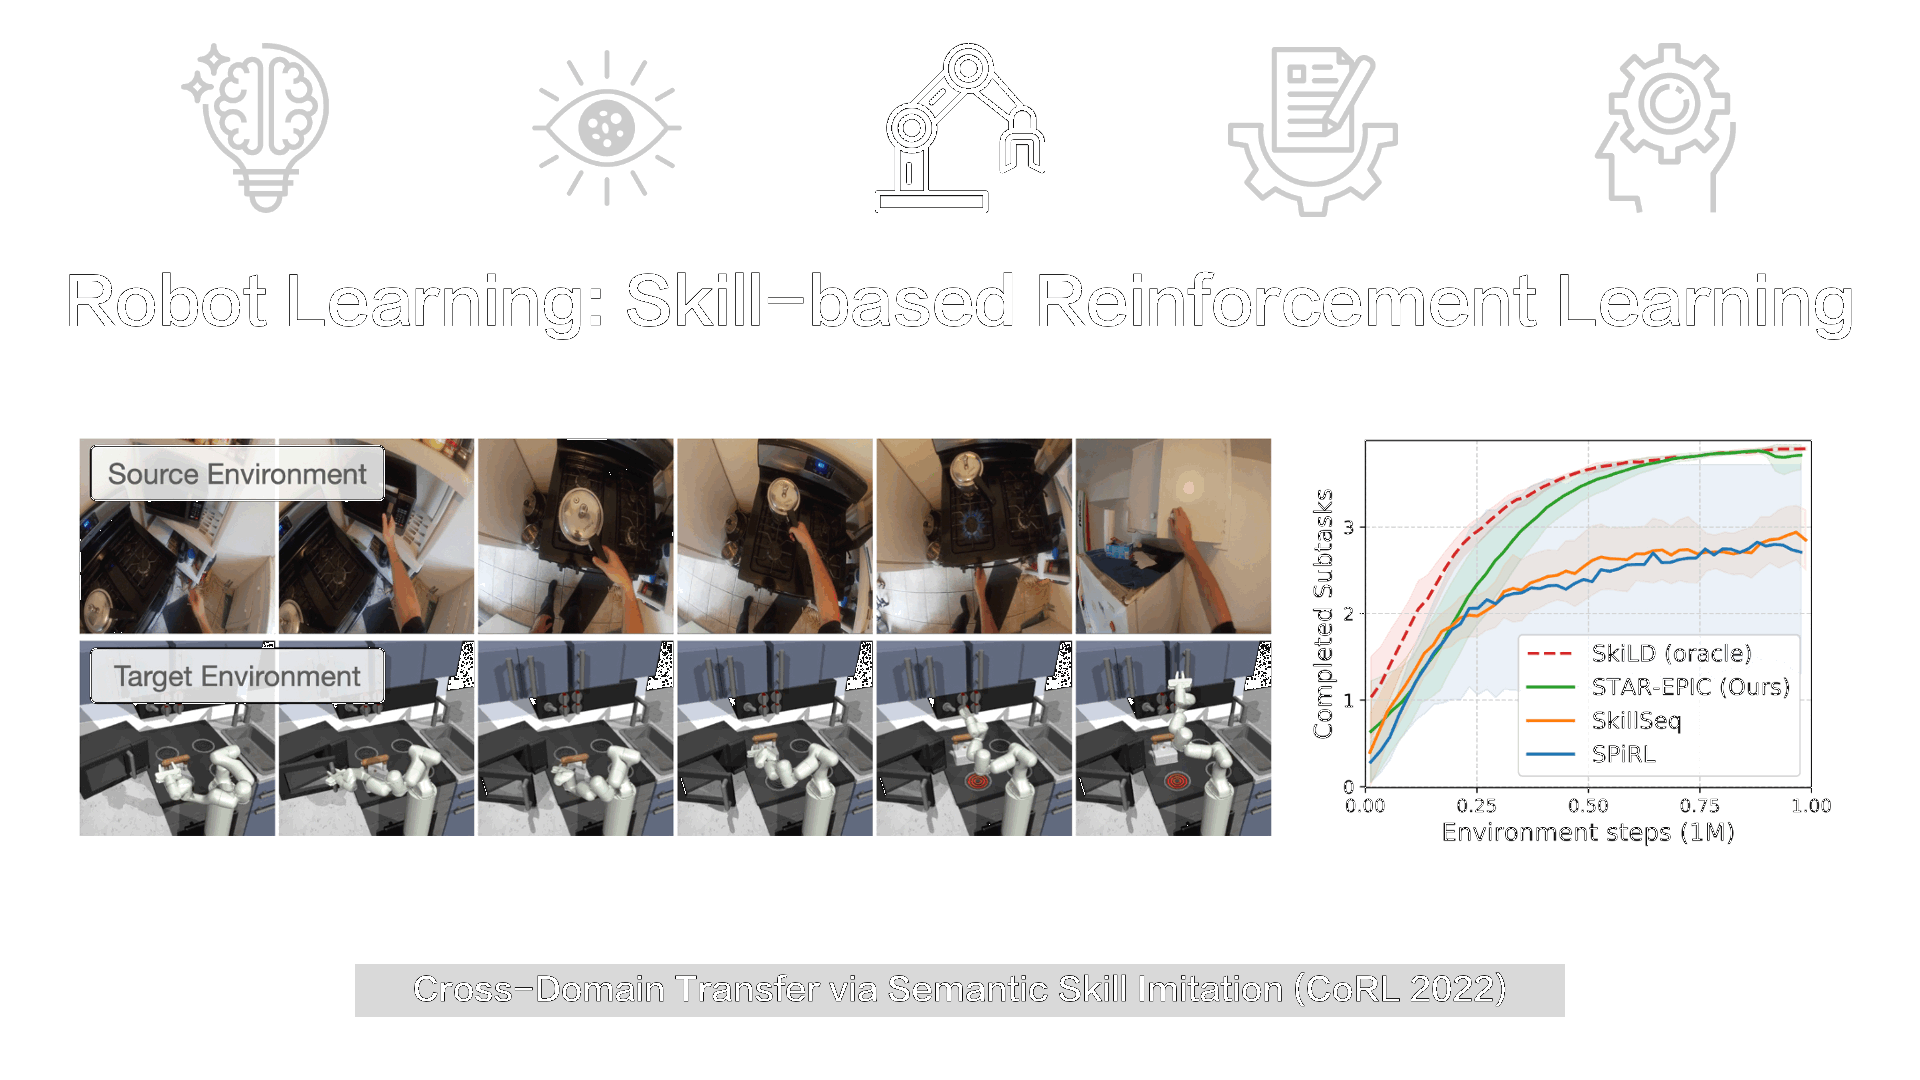 Robot Learning: Skill-based Reinforcement Learning
Source Environment
Target Environment
Completed Subtasks
3
2
1
0
0.00 0.25 0.50 0.75 1.00
Environment steps (1M)
SkiLD (oracle)
STAR-EPIC (Ours)
SkillSeq
SPiRL
Cross-Domain Transfer via Semantic Skill Imitation (CoRL 2022)